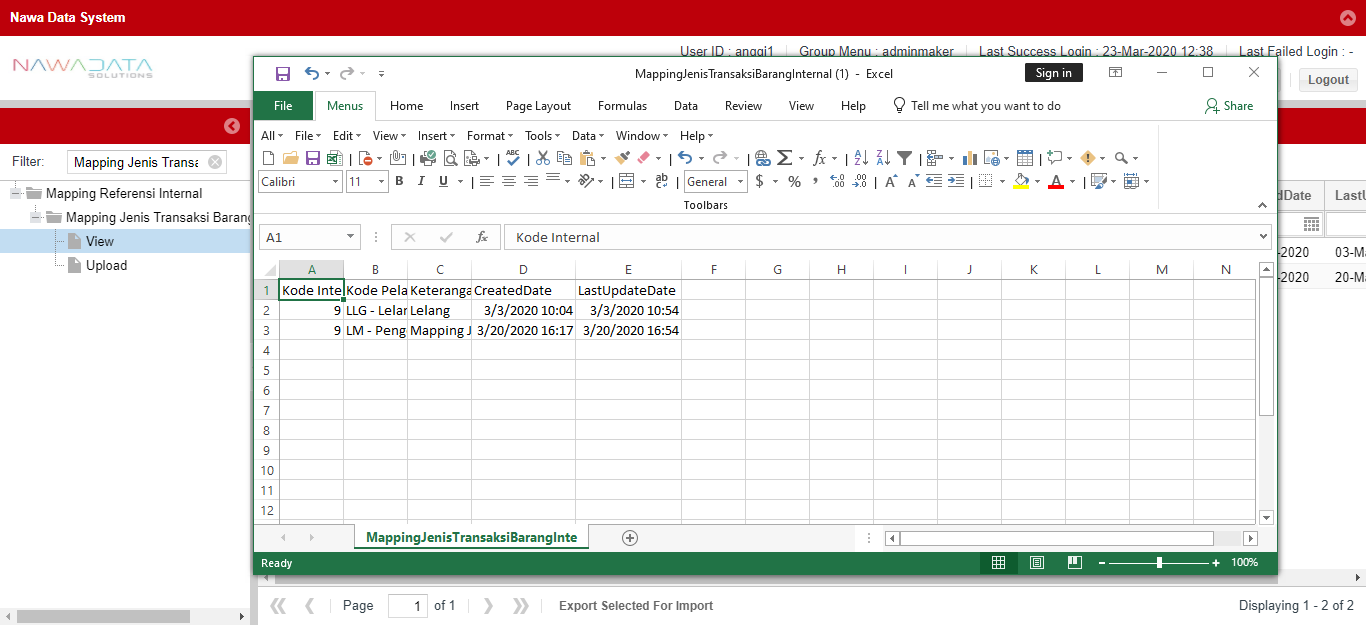 Nawa Data System
NAWADATA
SOLUTIONS
User ID : anggi1
Group Menu : adminmaker
Last Success Login : 23-Mar-2020 12:38
Last Failed Login : -
Logout
Filter:
Mapping Jenis Transa
Mapping Referensi Internal
Mapping Jenis Transaksi Barang
View
Upload
MappingJenisTransaksiBarangInternal (1) - Excel
Sign in
File Menus Home Insert Page Layout Formulas Data Review View Help Tell me what you want to do Share
All File Edit View Insert Format Tools Data Window Help
Calibri 11 B I U General $ %
Toolbars
A1 fx Kode Internal
A B C D E F G H I J K L M N
1 Kode Inte Kode Pela Keteranga CreatedDate LastUpdateDate
2 9 LLG - Lelan Lelang 3/3/2020 10:04 3/3/2020 10:54
3 9 LM - Peng Mapping J 3/20/2020 16:17 3/20/2020 16:54
4
5
6
7
8
9
10
11
12
MappingJenisTransaksiBarangInte
Ready
100%
dDate LastU
-2020 03-Ma
-2020 20-Ma
Page 1 of 1
Export Selected For Import
Displaying 1 - 2 of 2